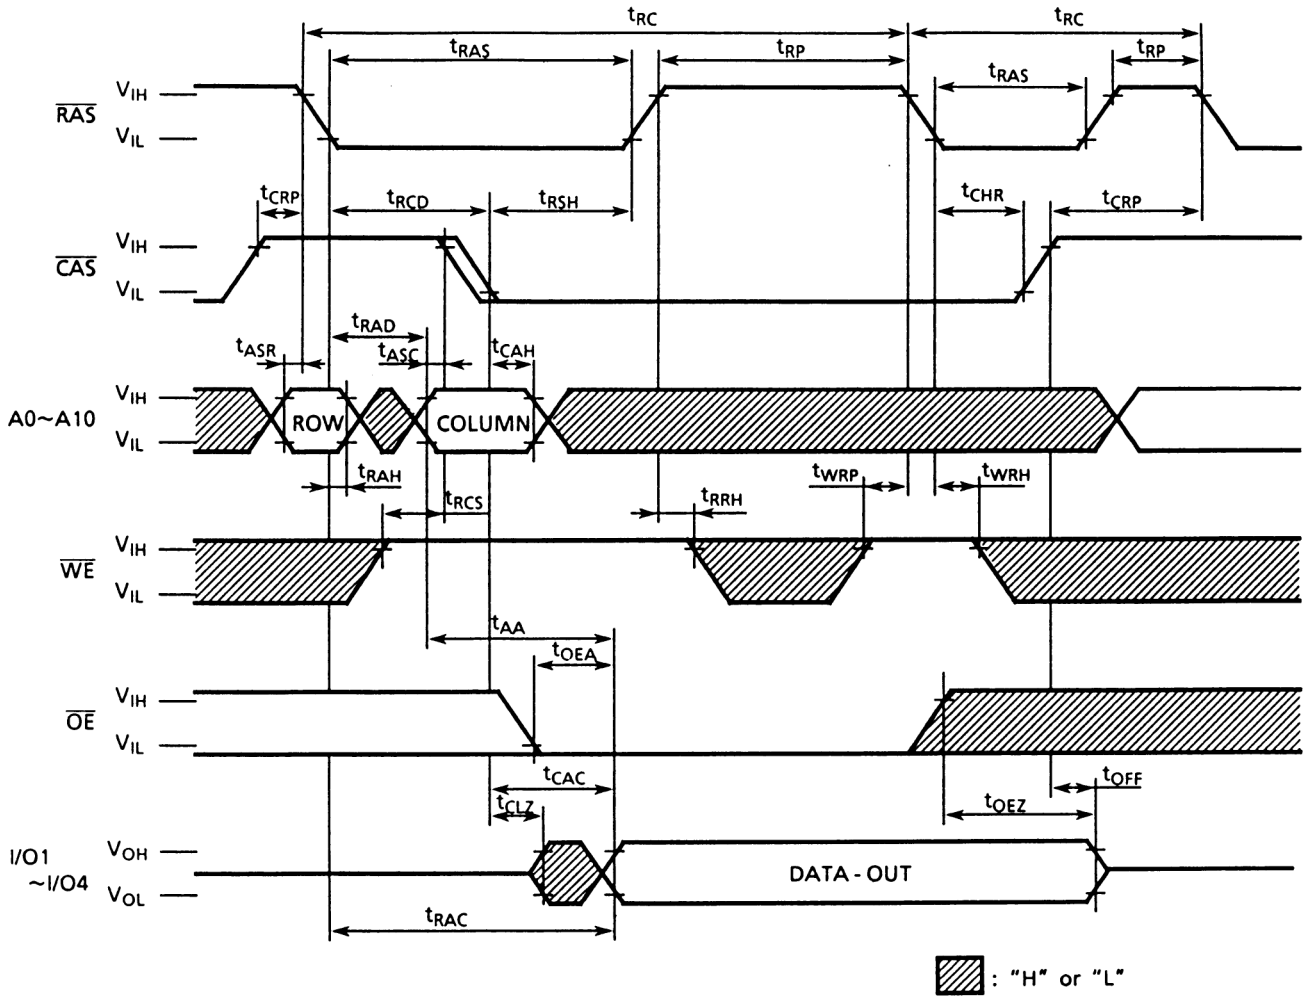 tRC tRC
tRAS tRP tRAS tRP
RAS VIH
VIL
tCRP tRCD tRSH tCHR tCRP
CAS VIH
VIL
tRAD
tASR tASC tCAH
A0~A10 VIH
VIL
ROW COLUMN
tRAH tRCS tRRH tWRP tWRH
WE VIH
VIL
tAA
tOEA
OE VIH
VIL
tCAC tOFF
tCLZ tOEZ
I/O1
~I/O4
VOH
VOL
DATA-OUT
tRAC
: "H" or "L"